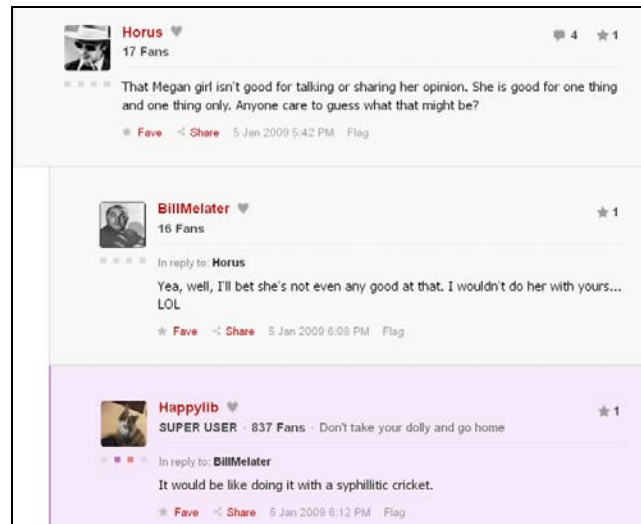 Horus
4 1
17 Fans
That Megan girl isn't good for talking or sharing her opinion. She is good for one thing
and one thing only. Anyone care to guess what that might be?
Fave Share 5 Jan 2009 5:42 PM Flag
BillMelater
1
16 Fans
In reply to: Horus
Yea, well, I'll bet she's not even any good at that. I wouldn't do her with yours...
LOL
Fave Share 5 Jan 2009 6:08 PM Flag
Happylib
1
SUPER USER · 837 Fans · Don't take your dolly and go home
In reply to: BillMelater
It would be like doing it with a syphillitic cricket.
Fave Share 5 Jan 2009 6:12 PM Flag